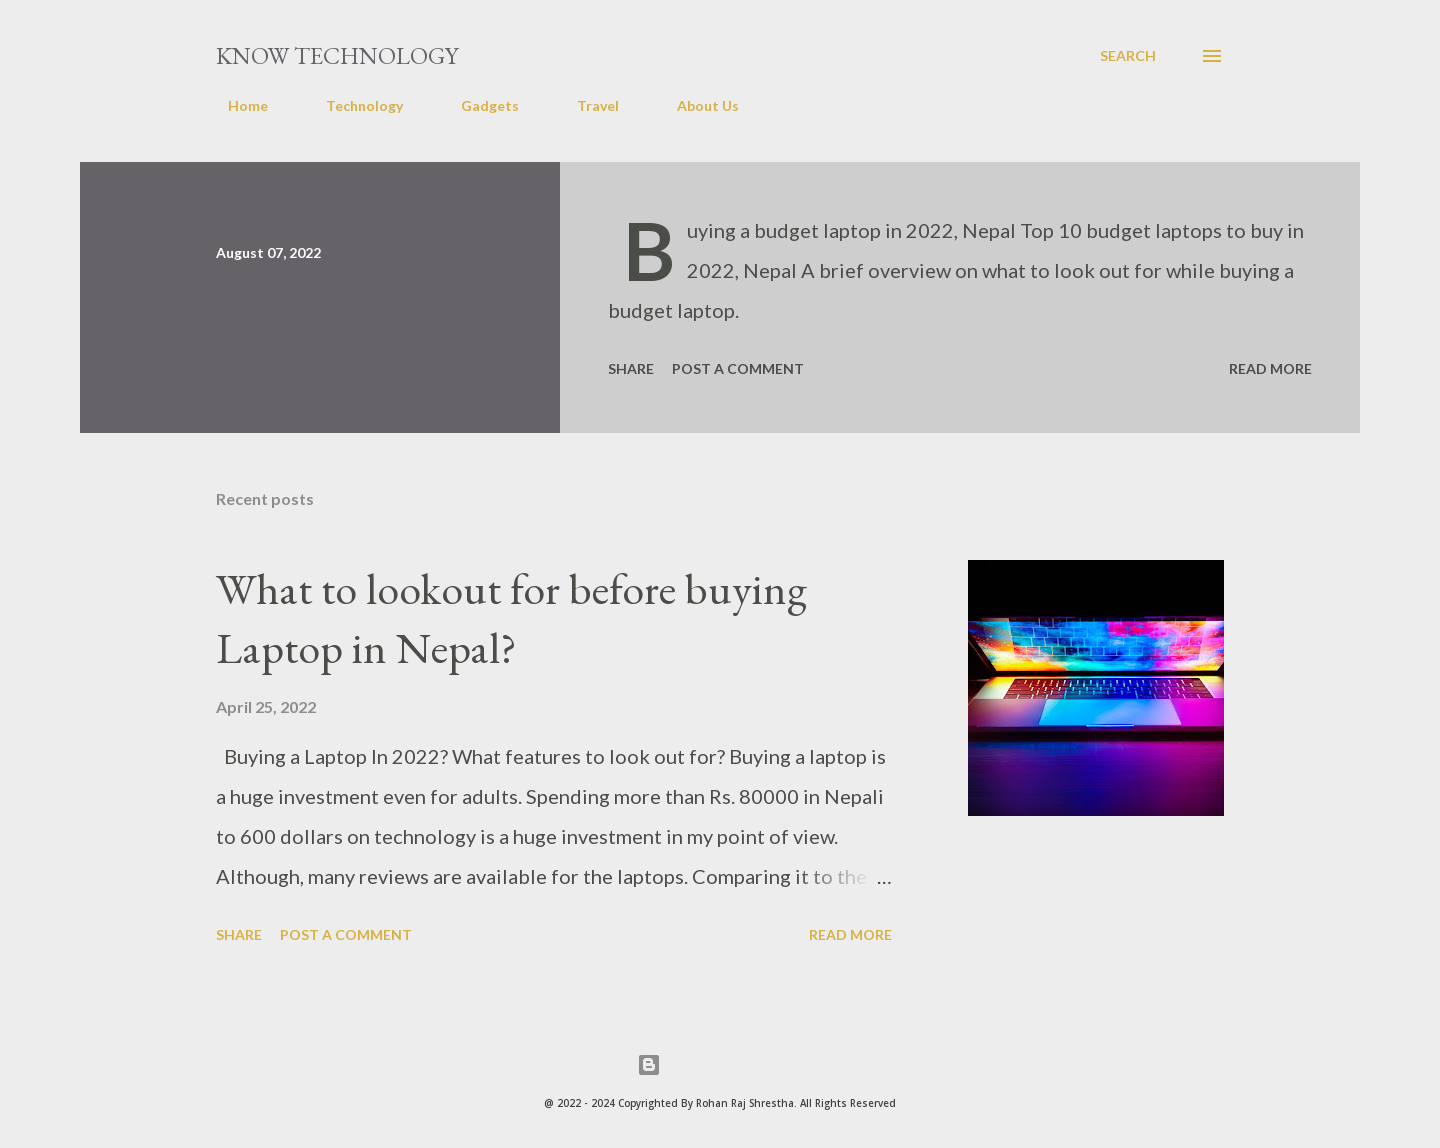 KNOW TECHNOLOGY
SEARCH
Home
Technology
Gadgets
Travel
About Us
August 07, 2022
Buying a budget laptop in 2022, Nepal Top 10 budget laptops to buy in
2022, Nepal A brief overview on what to look out for while buying a
budget laptop.
SHARE
POST A COMMENT
READ MORE
Recent posts
What to lookout for before buying
Laptop in Nepal?
April 25, 2022
Buying a Laptop In 2022? What features to look out for? Buying a laptop is
a huge investment even for adults. Spending more than Rs. 80000 in Nepali
to 600 dollars on technology is a huge investment in my point of view.
Although, many reviews are available for the laptops. Comparing it to the …
SHARE
POST A COMMENT
READ MORE
@ 2022 - 2024 Copyrighted By Rohan Raj Shrestha. All Rights Reserved